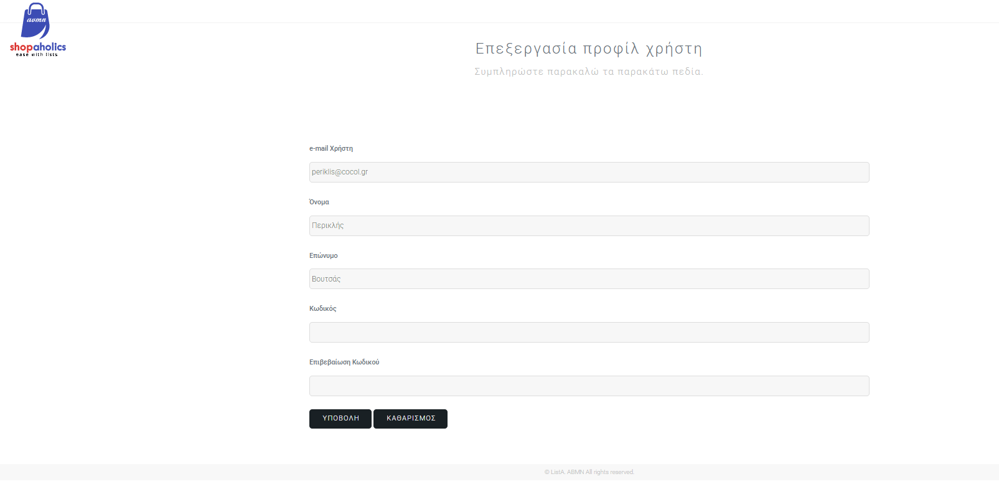 avmn
shopaholics
ease with lists
Επεξεργασία προφίλ χρήστη
Συμπληρώστε παρακαλώ τα παρακάτω πεδία.
e-mail Χρήστη
periklis@cocol.gr
Όνομα
Περικλής
Επώνυμο
Βουτσάς
Κωδικός
Επιβεβαίωση Κωδικού
ΥΠΟΒΟΛΗ ΚΑΘΑΡΙΣΜΟΣ
© ListA. ABMN All rights reserved.